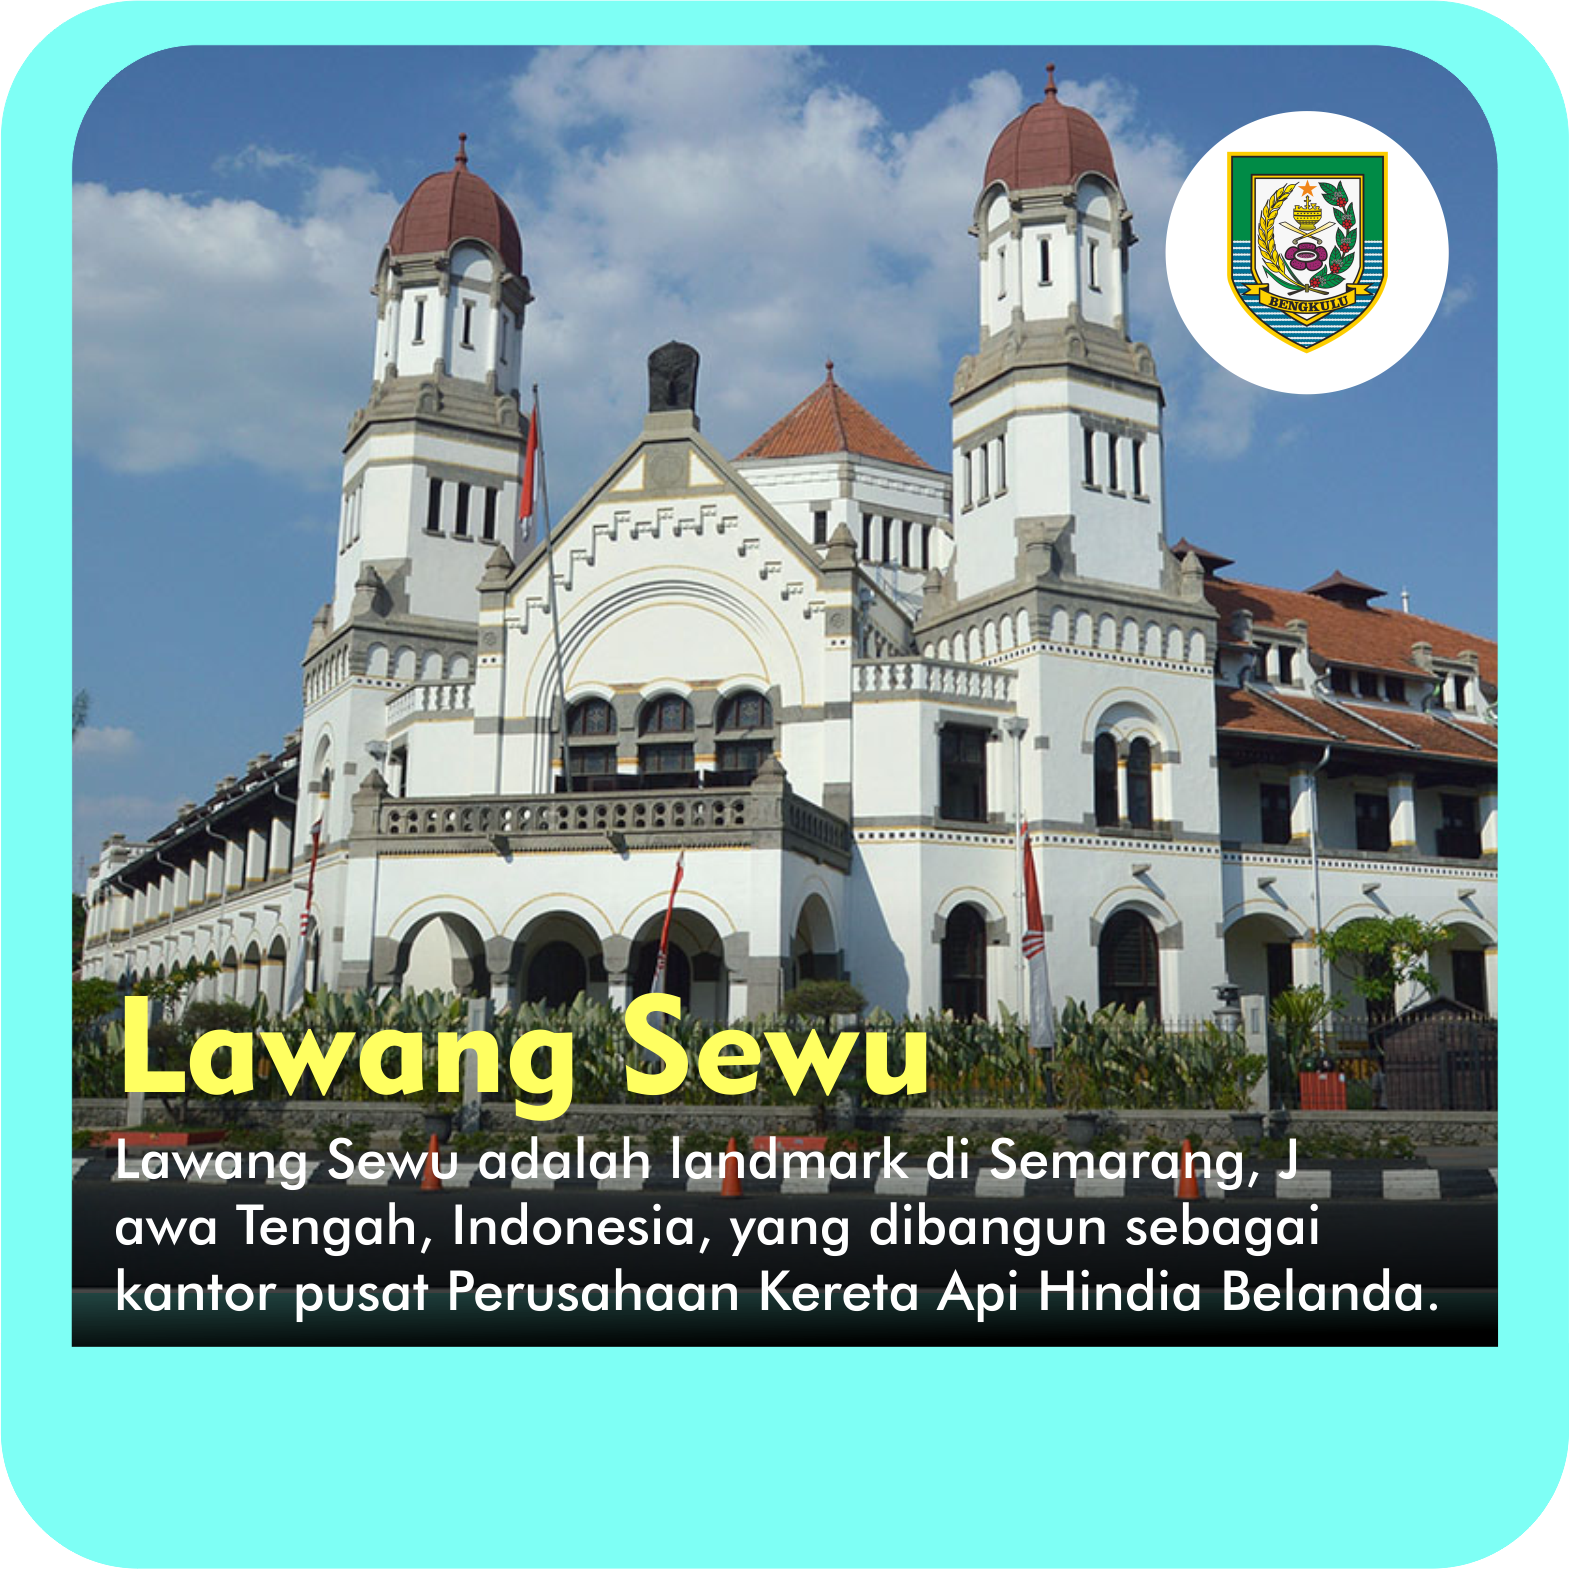 BENGKULU
Lawang Sewu
Lawang Sewu adalah landmark di Semarang, J
awa Tengah, Indonesia, yang dibangun sebagai
kantor pusat Perusahaan Kereta Api Hindia Belanda.